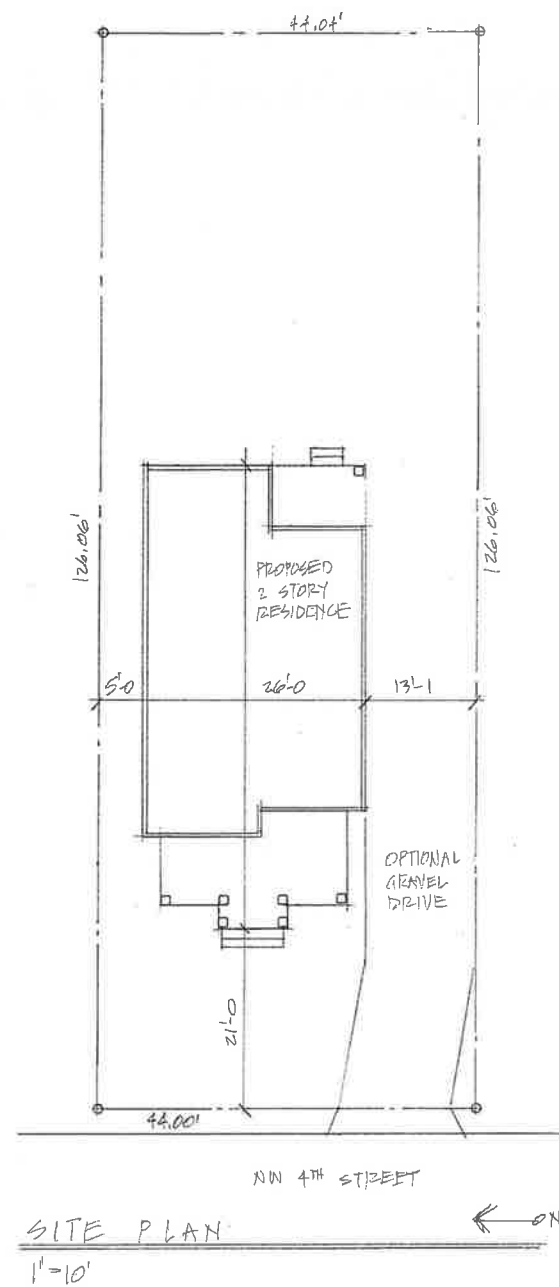 44.04'
126.06'
126.06'
PROPOSED
2 STORY
RESIDENCE
5'-0
26'-0
13'-1
OPTIONAL
GRAVEL
DRIVE
21'-0
44.00'
NW 4TH STREET
SITE PLAN
N
1"=10'